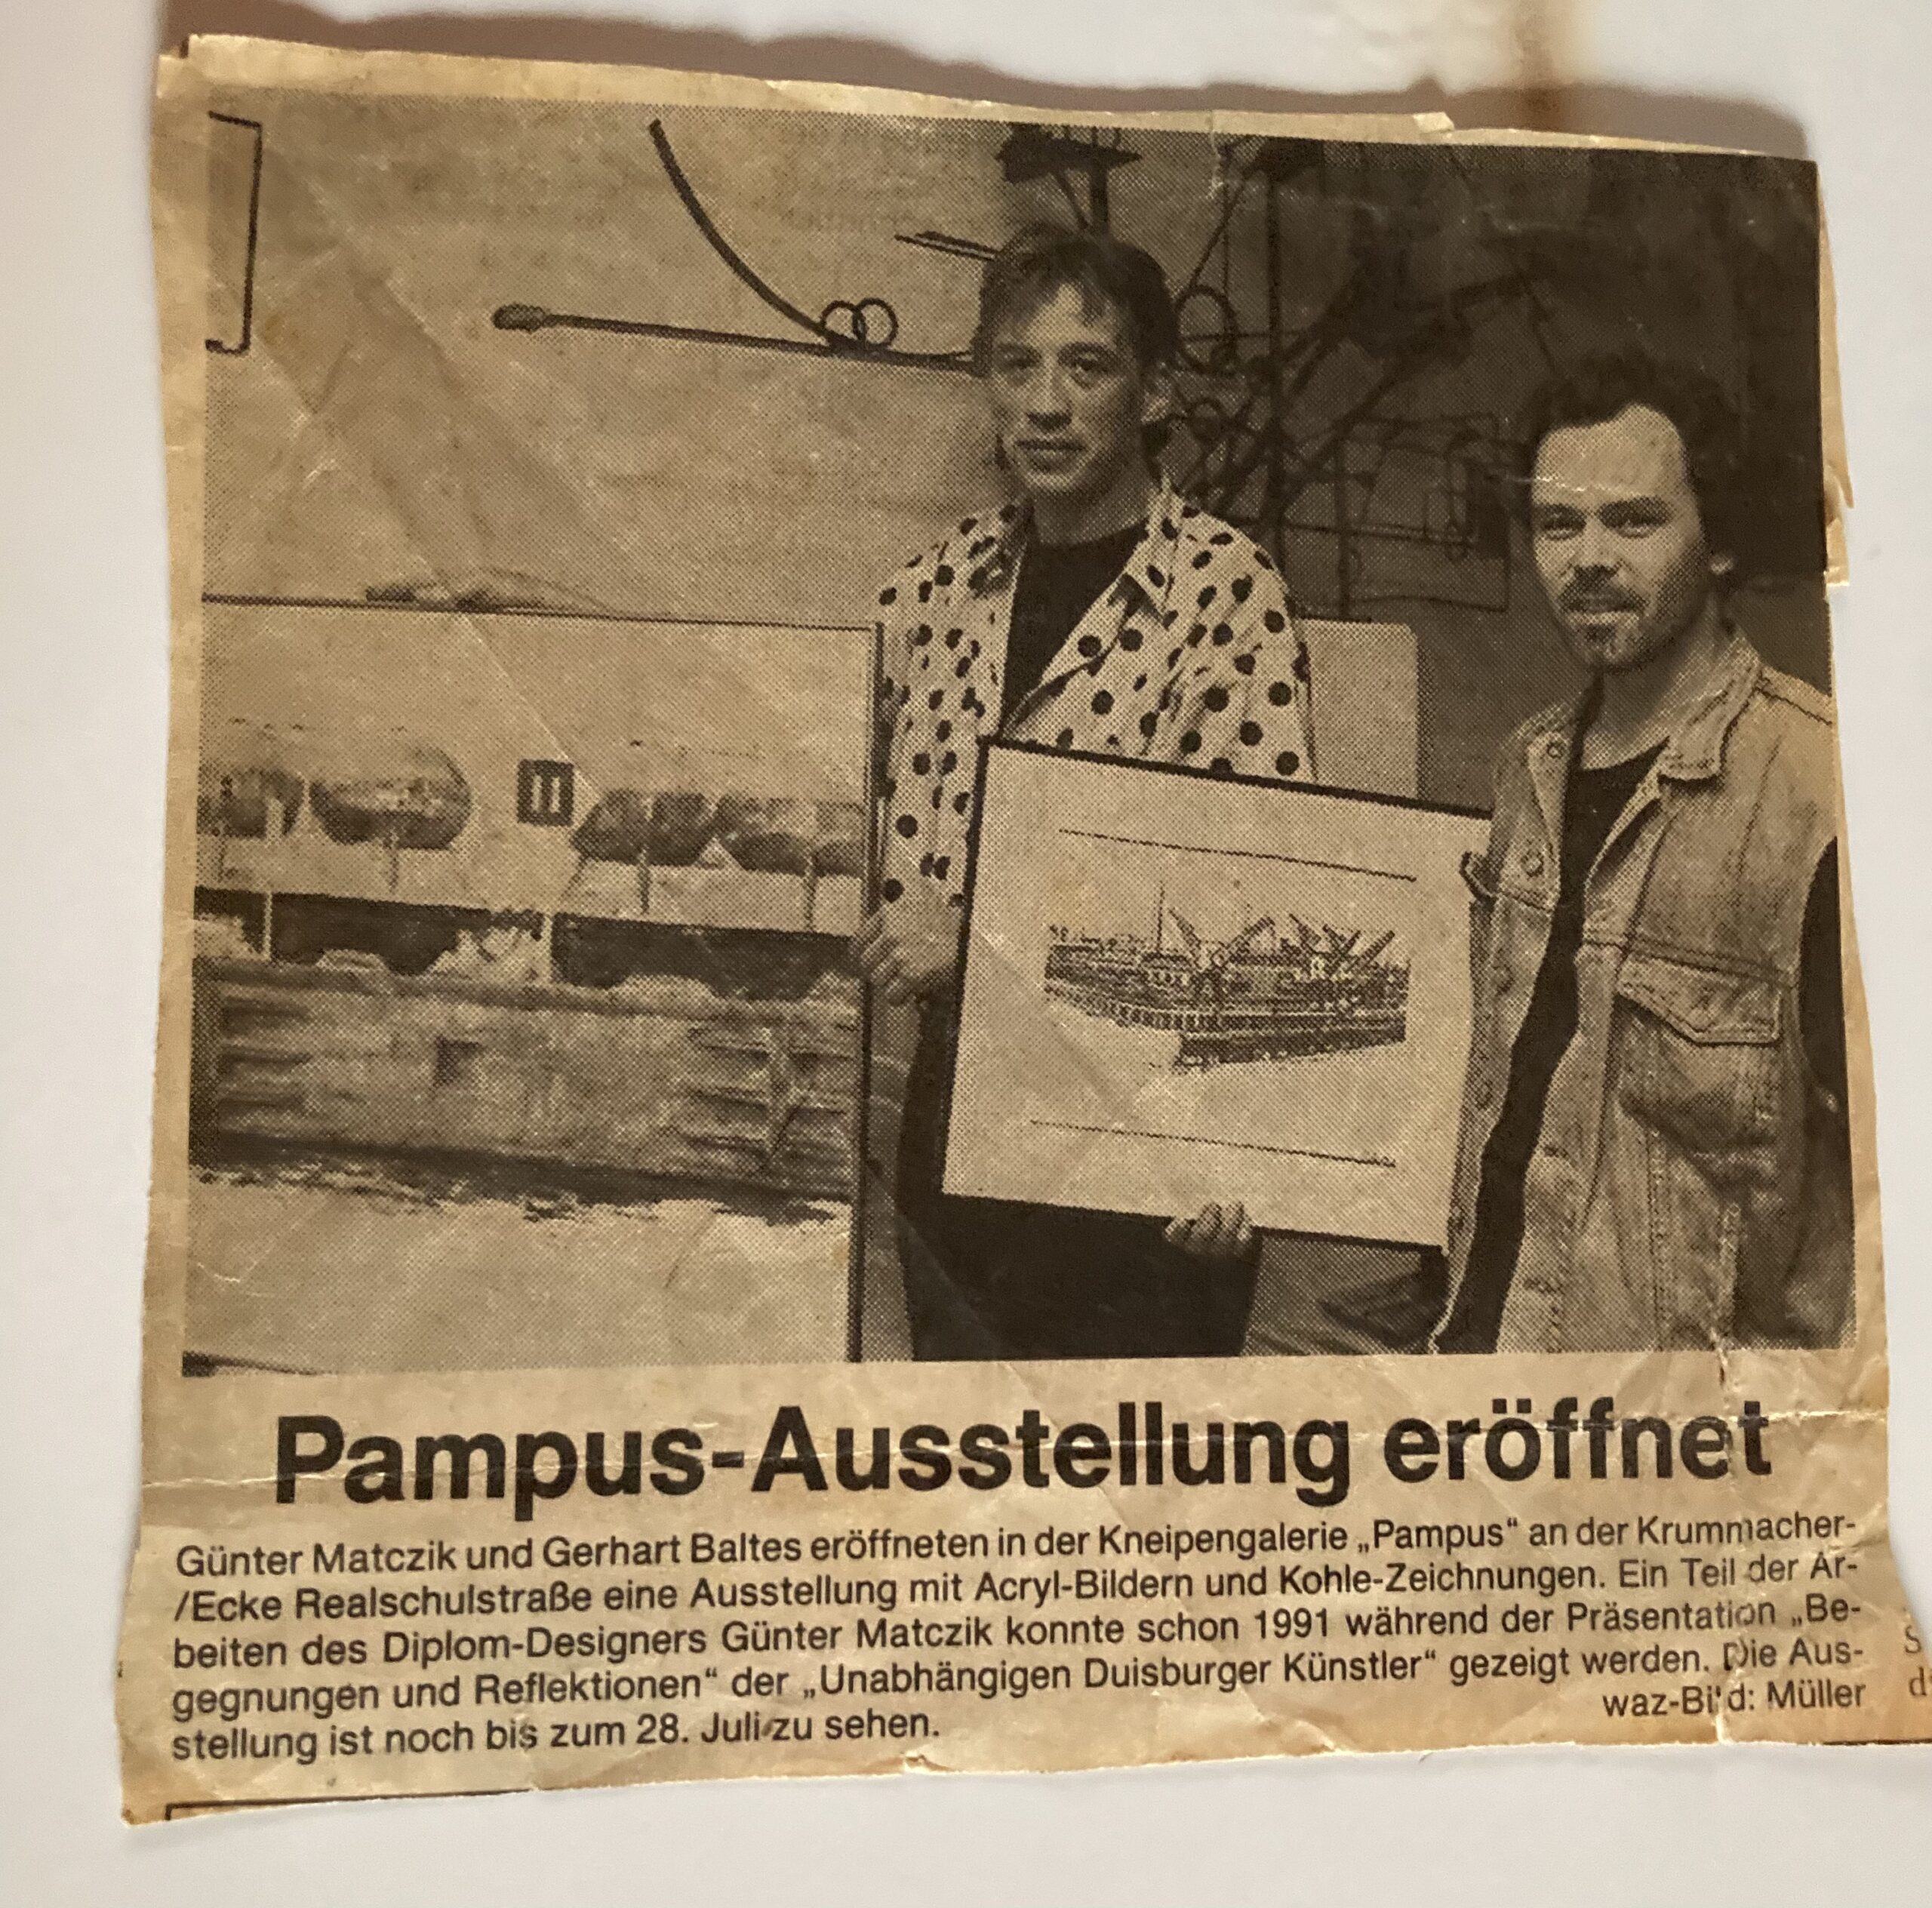 Pampus-Ausstellung eröffnet
Günter Matczik und Gerhart Baltes eröffneten in der Kneipengalerie „Pampus“ an der Krummacher-
/Ecke Realschulstraße eine Ausstellung mit Acryl-Bildern und Kohle-Zeichnungen. Ein Teil der Ar-
beiten des Diplom-Designers Günter Matczik konnte schon 1991 während der Präsentation „Be-
gegnungen und Reflektionen“ der „Unabhängigen Duisburger Künstler“ gezeigt werden. Die Aus-
stellung ist noch bis zum 28. Juli zu sehen.
waz-Bild: Müller
S
d